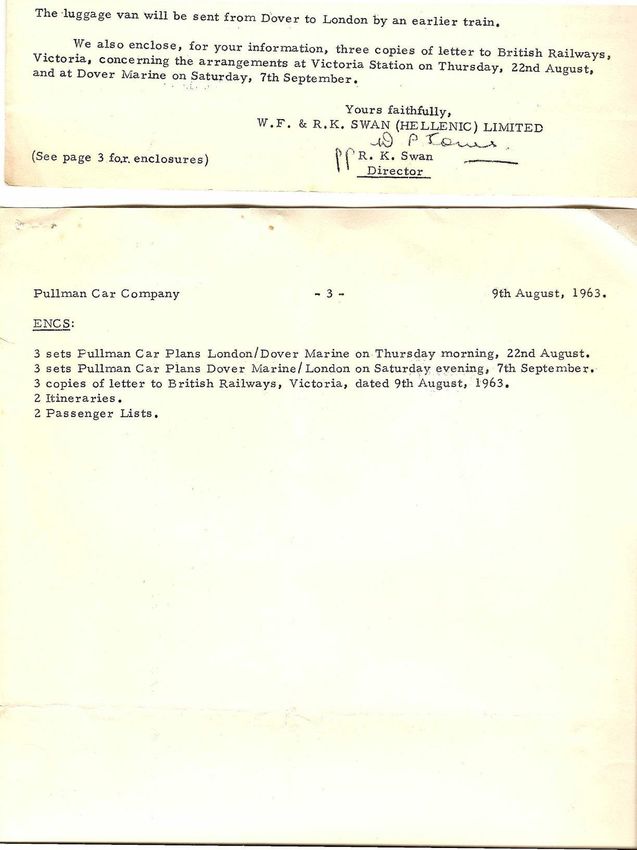 The luggage van will be sent from Dover to London by an earlier train.
We also enclose, for your information, three copies of letter to British Railways,
Victoria, concerning the arrangements at Victoria Station on Thursday, 22nd August,
and at Dover Marine on Saturday, 7th September.
Yours faithfully,
W.F. & R.K. SWAN (HELLENIC) LIMITED
W P
(See page 3 for enclosures)
pp R. K. Swan
Director
Pullman Car Company - 3 - 9th August, 1963.
ENCS:
3 sets Pullman Car Plans London/Dover Marine on Thursday morning, 22nd August.
3 sets Pullman Car Plans Dover Marine/London on Saturday evening, 7th September.
3 copies of letter to British Railways, Victoria, dated 9th August, 1963.
2 Itineraries.
2 Passenger Lists.